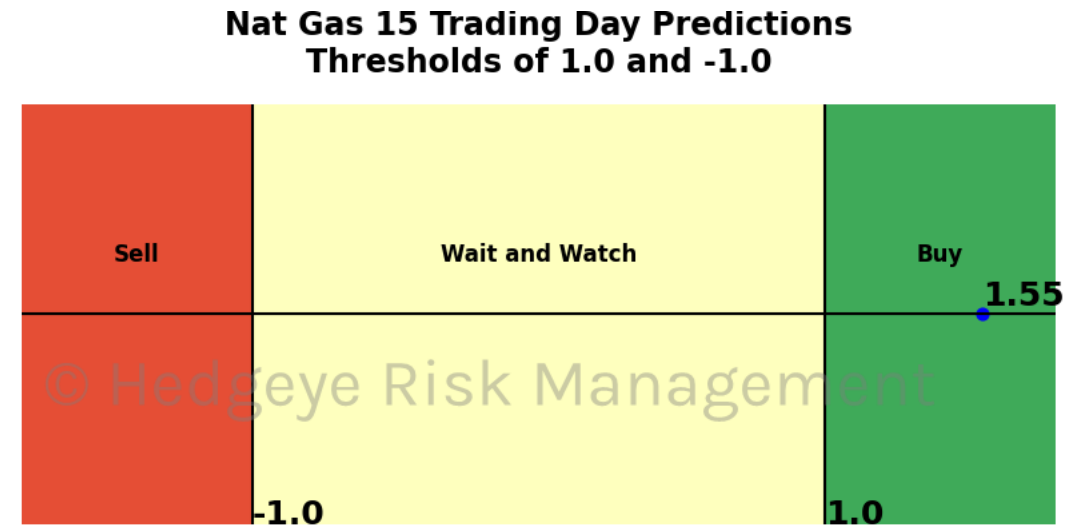 Nat Gas 15 Trading Day Predictions
Thresholds of 1.0 and -1.0
Sell
Wait and Watch
Buy
1.55
© Hedgeye Risk Management
-1.0
1.0